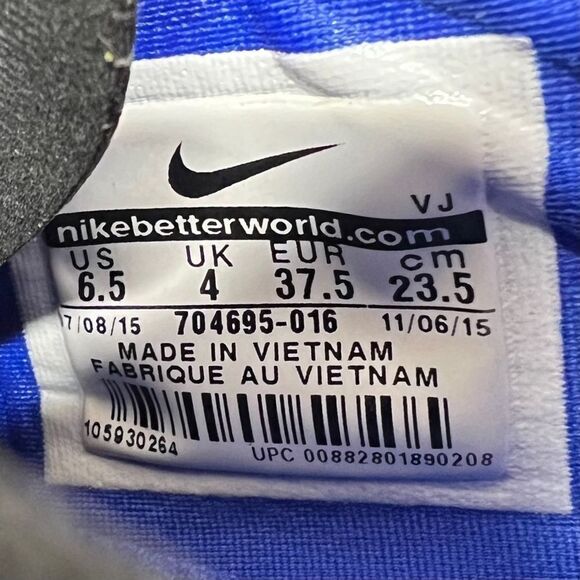 VJ
nikebetterworld.com
US UK EUR cm
6.5 4 37.5 23.5
7/08/15 704695-016 11/06/15
MADE IN VIETNAM
FABRIQUE AU VIETNAM
105930264
UPC 00882801890208